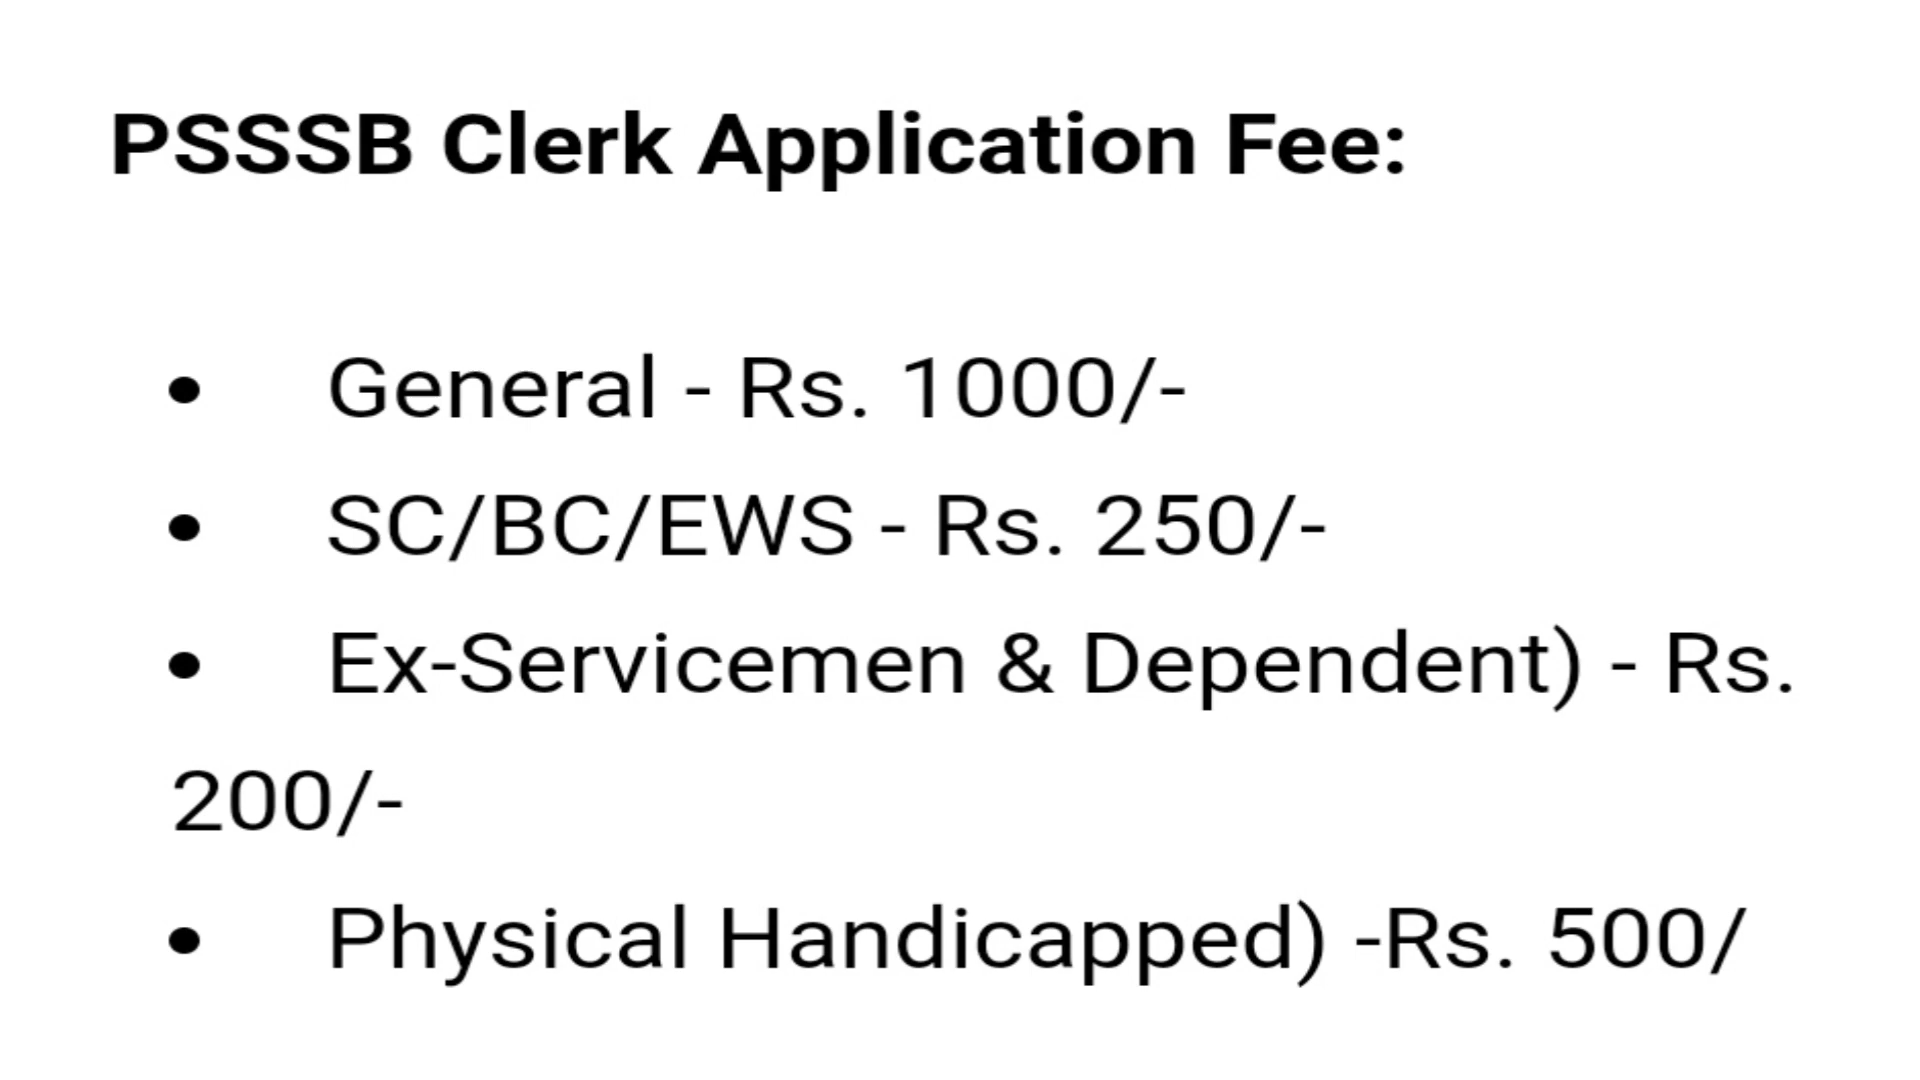 PSSSB Clerk Application Fee:
• General - Rs. 1000/-
• SC/BC/EWS - Rs. 250/-
• Ex-Servicemen & Dependent) - Rs.
200/-
• Physical Handicapped) -Rs. 500/